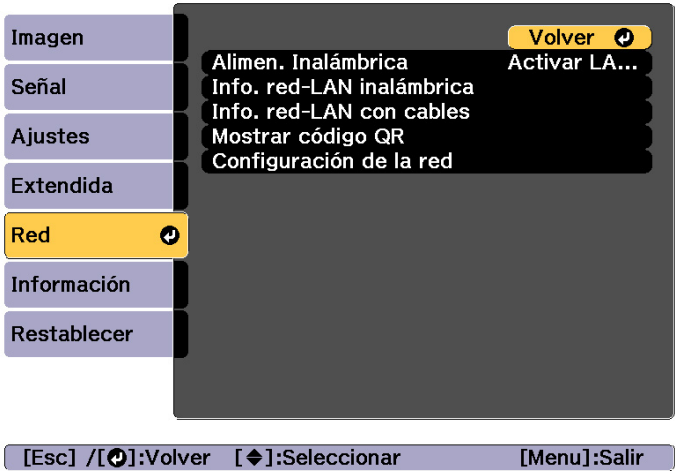 Imagen
Señal
Ajustes
Extendida
Red
Información
Restablecer
Volver
Alimen. Inalámbrica Activar LA...
Info. red-LAN inalámbrica
Info. red-LAN con cables
Mostrar código QR
Configuración de la red
[Esc] /[⏎]:Volver [◆]:Seleccionar [Menu]:Salir